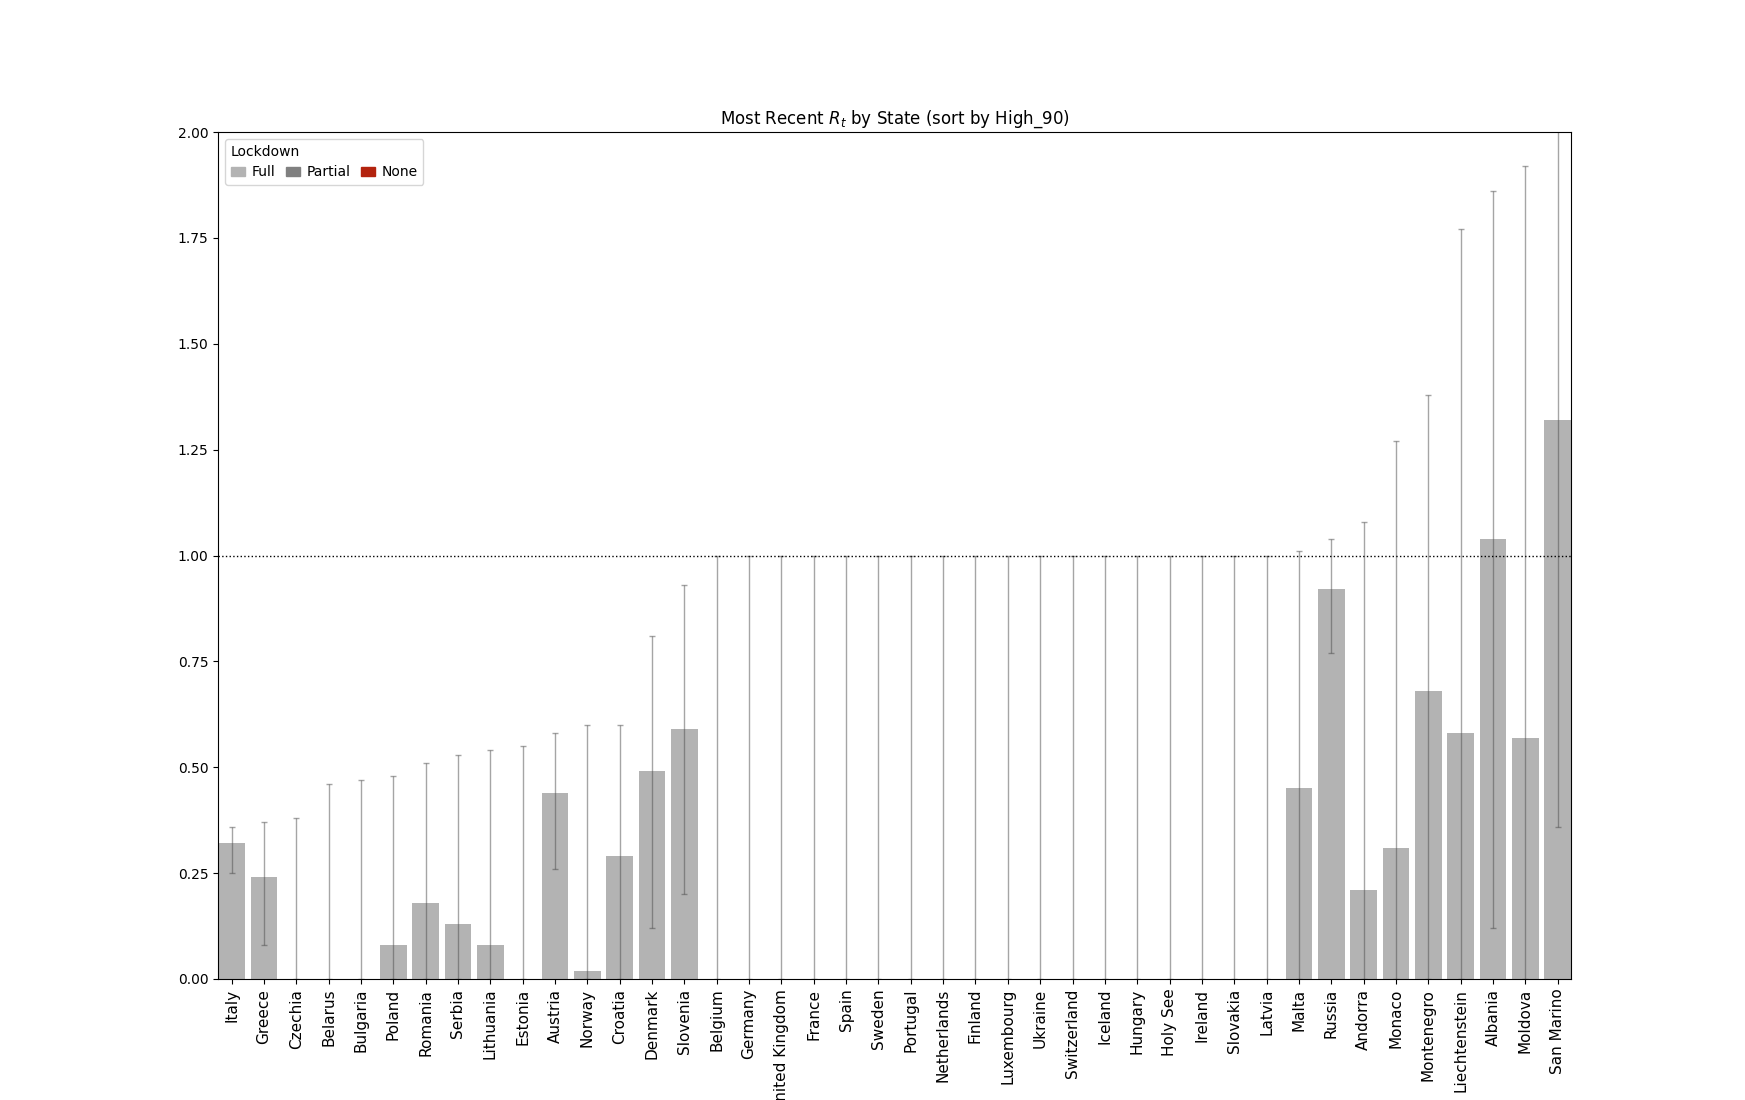 Most Recent R_t by State (sort by High_90)
Lockdown
Full Partial None
2.00
1.75
1.50
1.25
1.00
0.75
0.50
0.25
0.00
Italy
Greece
Czechia
Belarus
Bulgaria
Poland
Romania
Serbia
Lithuania
Estonia
Austria
Norway
Croatia
Denmark
Slovenia
Belgium
Germany
nited Kingdom
France
Spain
Sweden
Portugal
Netherlands
Finland
Luxembourg
Ukraine
Switzerland
Iceland
Hungary
Holy See
Ireland
Slovakia
Latvia
Malta
Russia
Andorra
Monaco
Montenegro
Liechtenstein
Albania
Moldova
San Marino